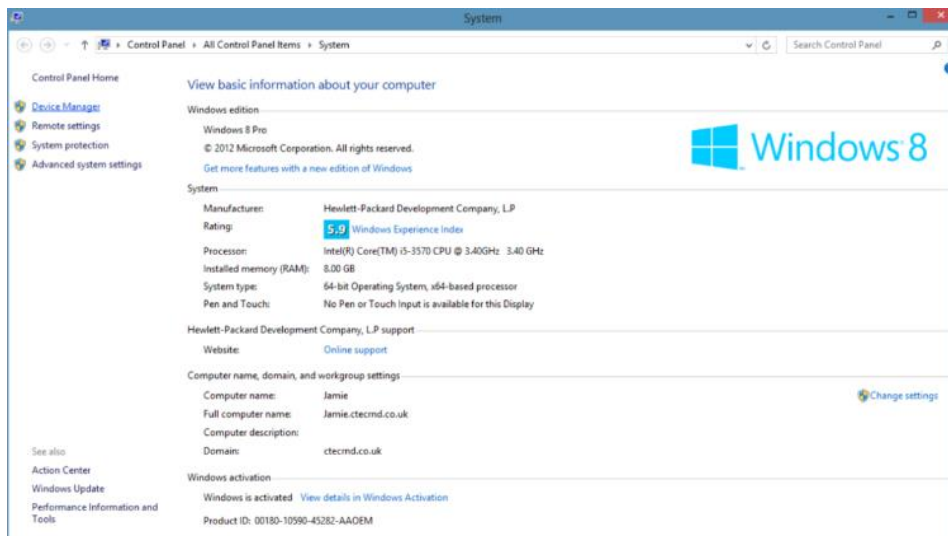 System
Control Panel ▸ All Control Panel Items ▸ System
Search Control Panel
Control Panel Home
Device Manager
Remote settings
System protection
Advanced system settings
View basic information about your computer
Windows edition
Windows 8 Pro
© 2012 Microsoft Corporation. All rights reserved.
Get more features with a new edition of Windows
Windows 8
System
Manufacturer: Hewlett-Packard Development Company, L.P
Rating: 5.9 Windows Experience Index
Processor: Intel(R) Core(TM) i5-3570 CPU @ 3.40GHz 3.40 GHz
Installed memory (RAM): 8.00 GB
System type: 64-bit Operating System, x64-based processor
Pen and Touch: No Pen or Touch Input is available for this Display
Hewlett-Packard Development Company, L.P support
Website: Online support
Computer name, domain, and workgroup settings
Computer name: Jamie
Change settings
Full computer name: Jamie.ctecmd.co.uk
Computer description:
Domain: ctecmd.co.uk
Windows activation
Windows is activated View details in Windows Activation
Product ID: 00180-10590-45282-AAOEM
See also
Action Center
Windows Update
Performance Information and
Tools